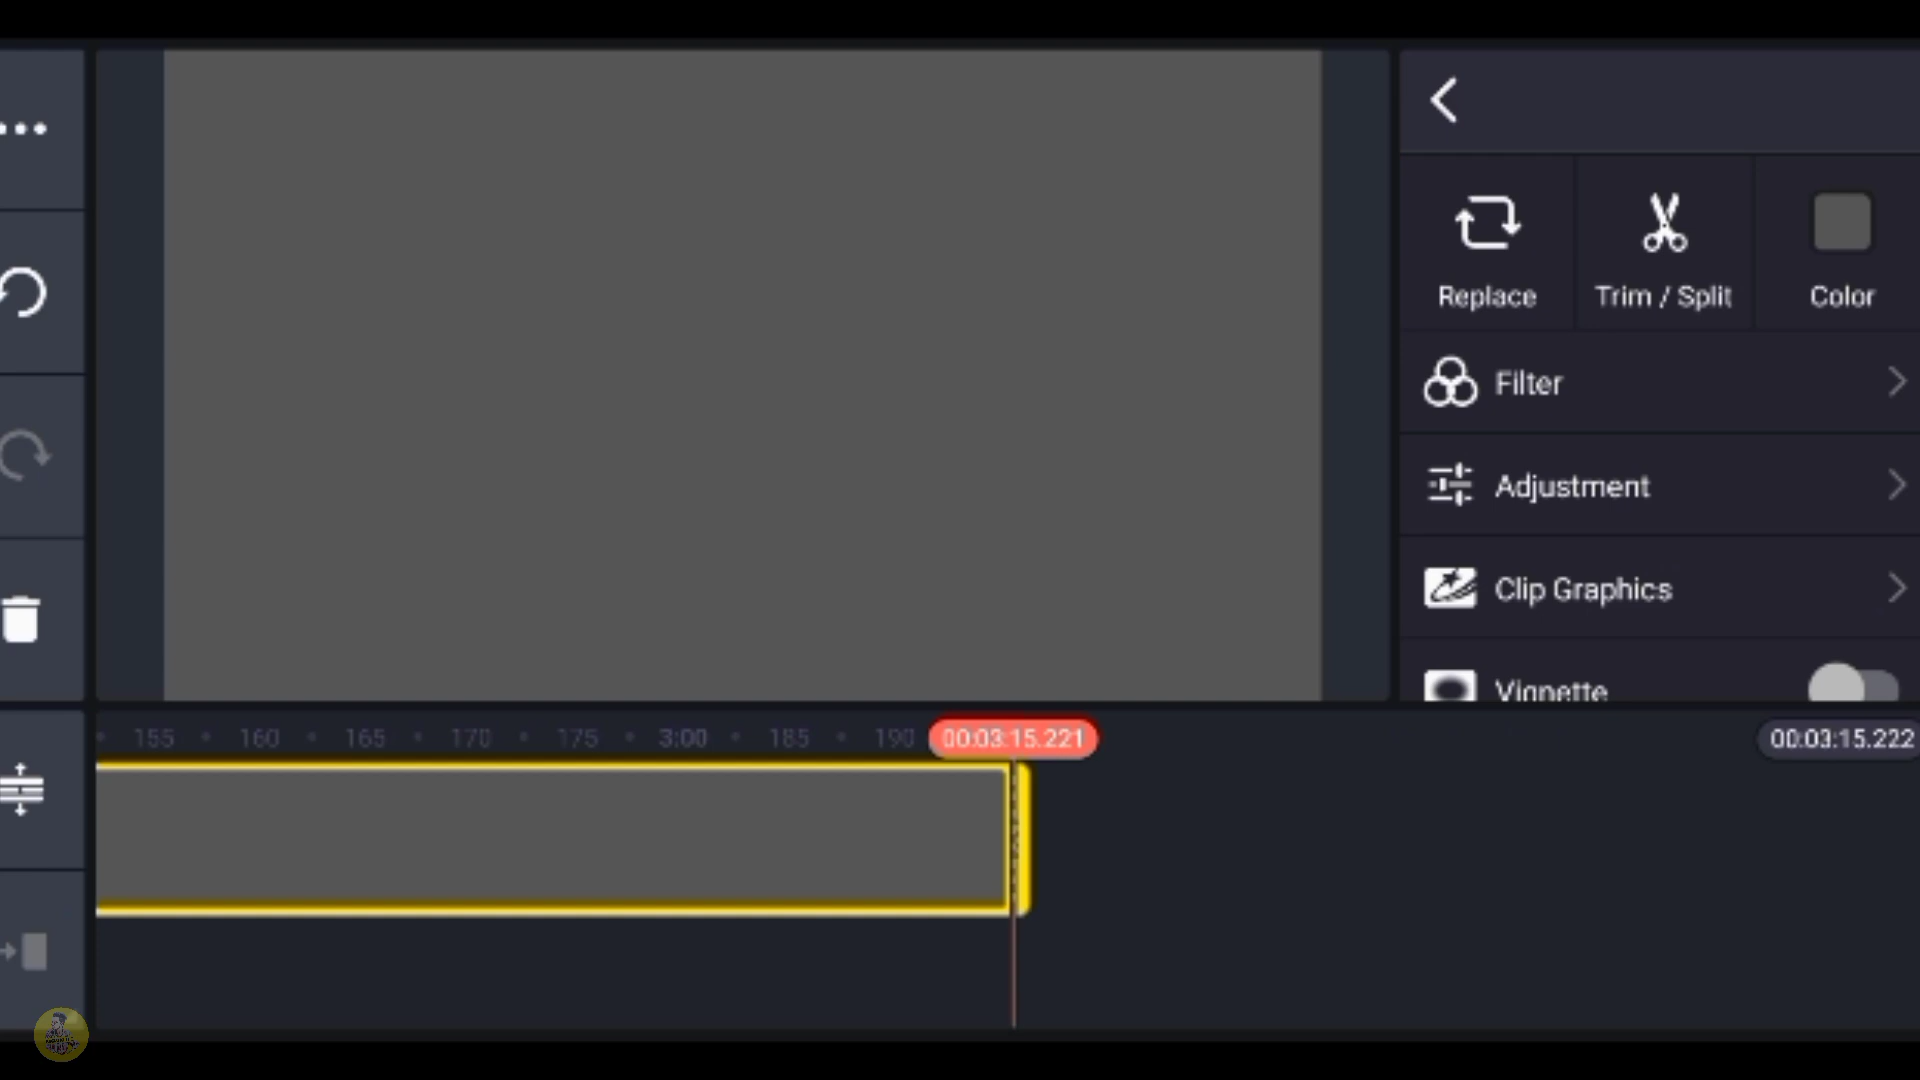 Replace
Trim / Split
Color
Filter
Adjustment
Clip Graphics
Vignette
155 160 165 170 175 3:00 185 190 00:03:15.221 00:03:15.222